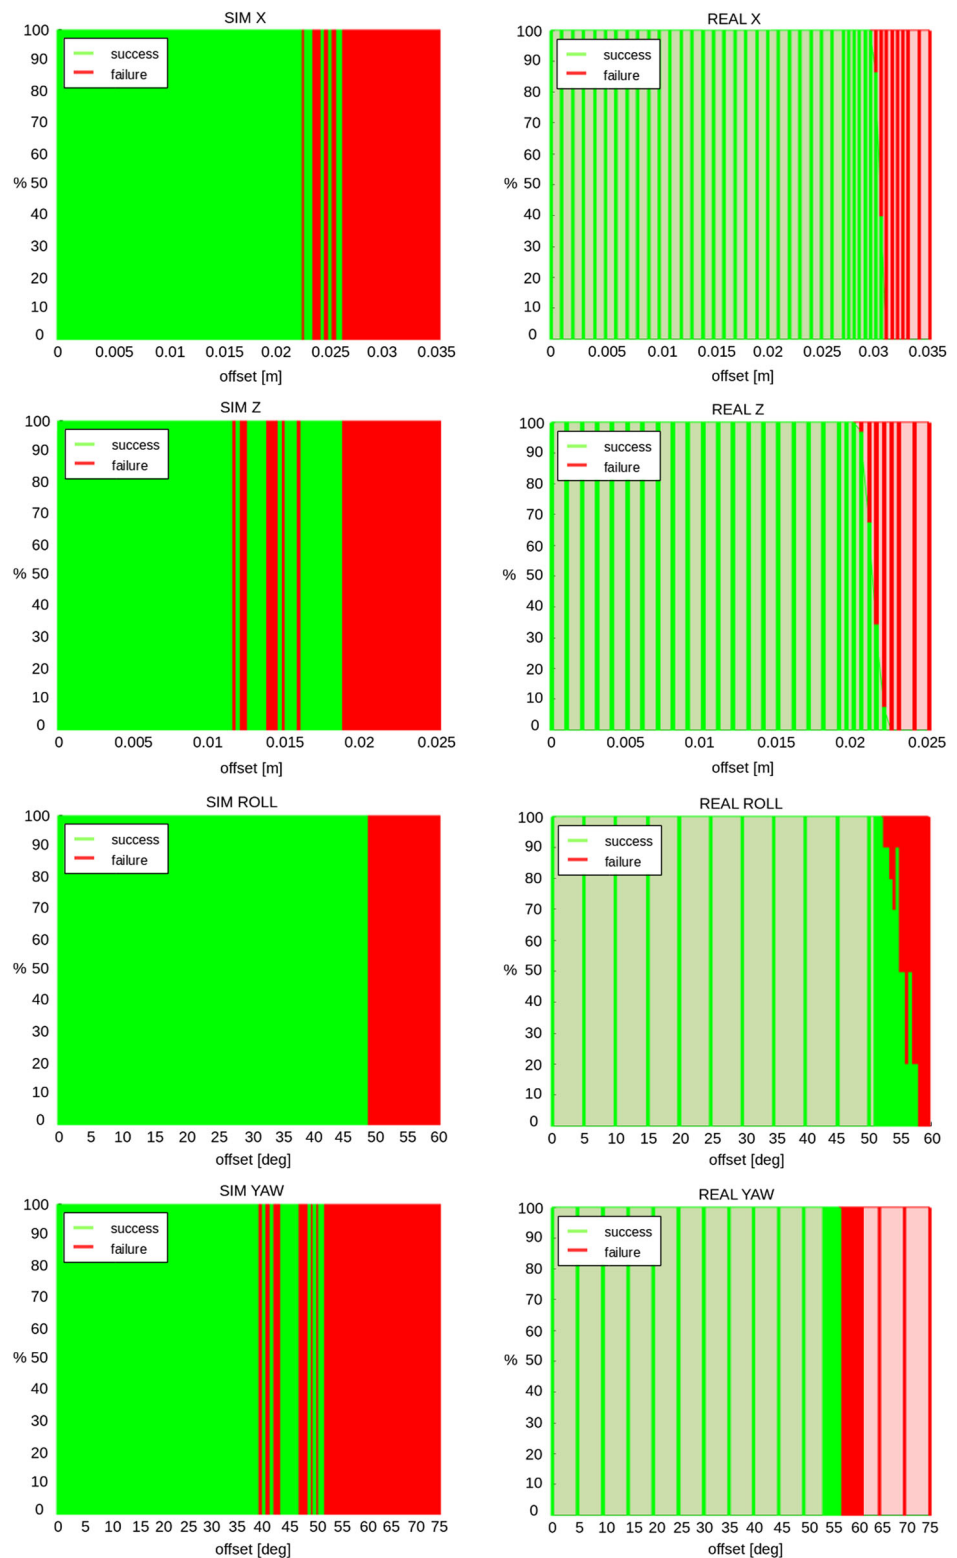 SIM X
100
90
80
70
60
% 50
40
30
20
10
0
success
failure
0 0.005 0.01 0.015 0.02 0.025 0.03 0.035
offset [m]
REAL X
100
90
80
70
60
% 50
40
30
20
10
0
success
failure
0 0.005 0.01 0.015 0.02 0.025 0.03 0.035
offset [m]
SIM Z
100
90
80
70
60
% 50
40
30
20
10
0
success
failure
0 0.005 0.01 0.015 0.02 0.025
offset [m]
REAL Z
100
90
80
70
60
% 50
40
30
20
10
0
success
failure
0 0.005 0.01 0.015 0.02 0.025
offset [m]
SIM ROLL
100
90
80
70
60
% 50
40
30
20
10
0
success
failure
0 5 10 15 20 25 30 35 40 45 50 55 60
offset [deg]
REAL ROLL
100
90
80
70
60
% 50
40
30
20
10
0
success
failure
0 5 10 15 20 25 30 35 40 45 50 55 60
offset [deg]
SIM YAW
100
90
80
70
60
% 50
40
30
20
10
0
success
failure
0 5 10 15 20 25 30 35 40 45 50 55 60 65 70 75
offset [deg]
REAL YAW
100
90
80
70
60
% 50
40
30
20
10
0
success
failure
0 5 10 15 20 25 30 35 40 45 50 55 60 65 70 75
offset [deg]